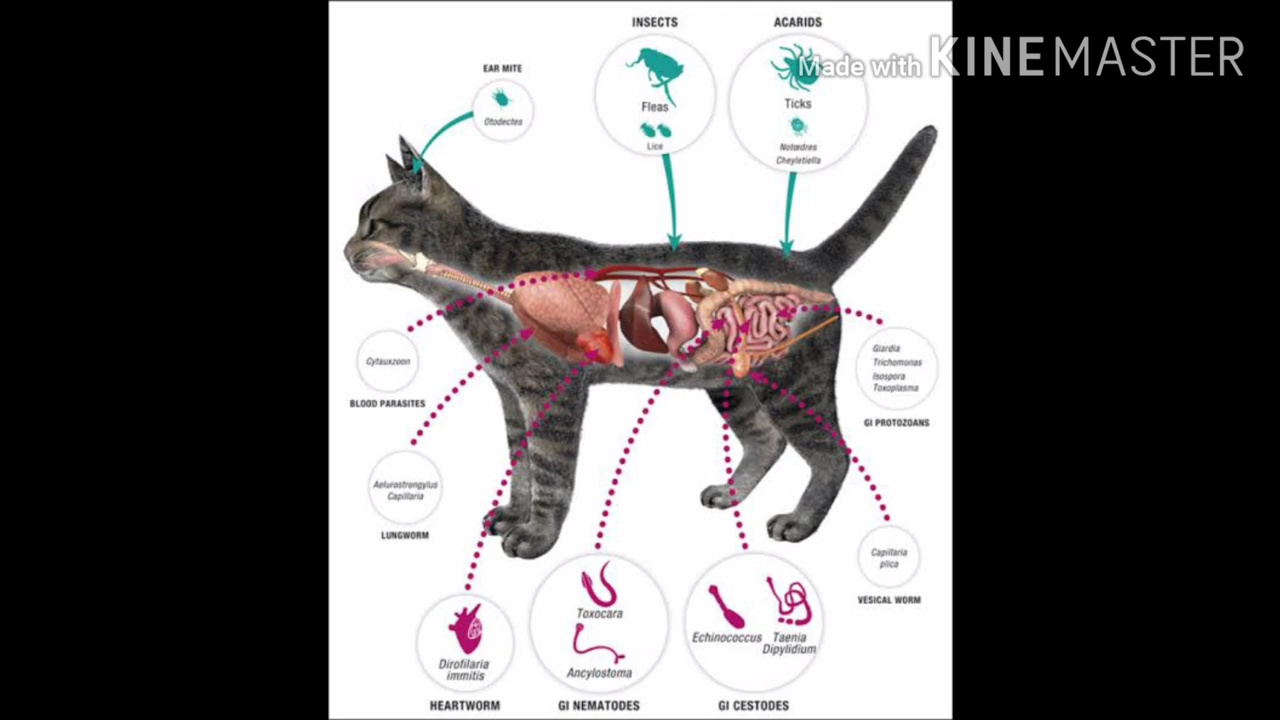 INSECTS
ACARIDS
Made with KINEMASTER
EAR MITE
Otodectes
Fleas
Lice
Ticks
Notœdres
Cheyletiella
Cytauxzoon
BLOOD PARASITES
Giardia
Trichomonas
Isospora
Toxoplasma
GI PROTOZOANS
Aelurostrongylus
Capillaria
LUNGWORM
Capillaria
plica
VESICAL WORM
Dirofilaria
immitis
HEARTWORM
Toxocara
Ancylostoma
GI NEMATODES
Echinococcus
Taenia
Dipylidium
GI CESTODES